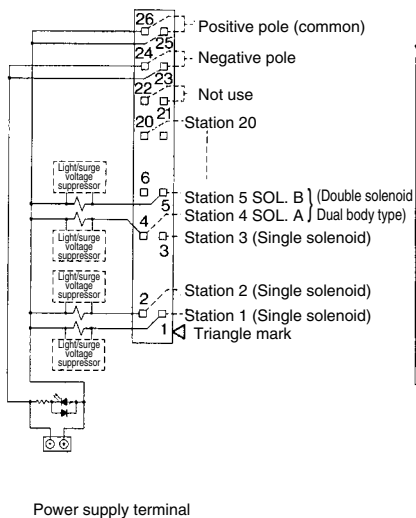 26
Positive pole (common)
25
24
Negative pole
23
22
Not use
21
20
Station 20
Light/surge
voltage
suppressor
6
5
Station 5 SOL. B } (Double solenoid
4
Station 4 SOL. A } Dual body type)
Light/surge
voltage
suppressor
Station 3 (Single solenoid)
3
Light/surge
voltage
suppressor
2
Station 2 (Single solenoid)
Station 1 (Single solenoid)
1
Triangle mark
Light/surge
voltage
suppressor
Power supply terminal